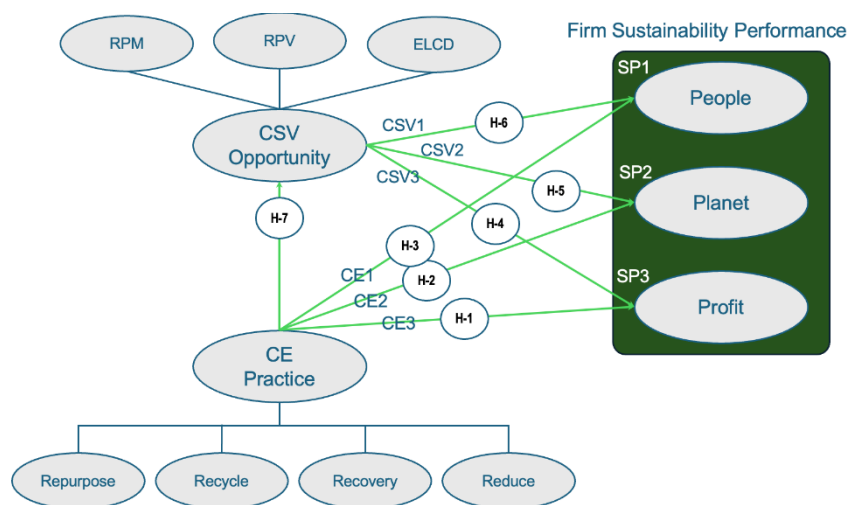 Firm Sustainability Performance
RPM
RPV
ELCD
SP1
People
CSV
Opportunity
CSV1
H-6
CSV2
CSV3
H-5
SP2
Planet
H-7
H-4
H-3
H-2
CE1
CE2
CE3
H-1
SP3
Profit
CE
Practice
Repurpose
Recycle
Recovery
Reduce